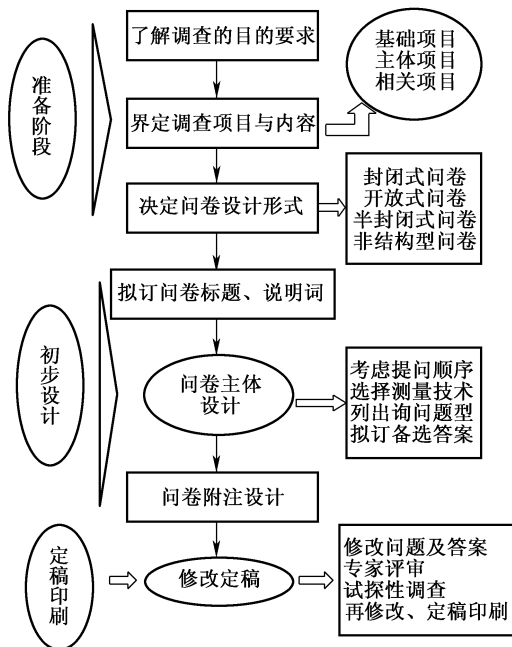 了解调查的目的要求
基础项目
主体项目
相关项目
准备阶段
界定调查项目与内容
决定问卷设计形式
封闭式问卷
开放式问卷
半封闭式问卷
非结构型问卷
拟订问卷标题、说明词
初步设计
问卷主体
设计
考虑提问顺序
选择测量技术
列出询问题型
拟订备选答案
问卷附注设计
定稿印刷
修改定稿
修改问题及答案
专家评审
试探性调查
再修改、定稿印刷